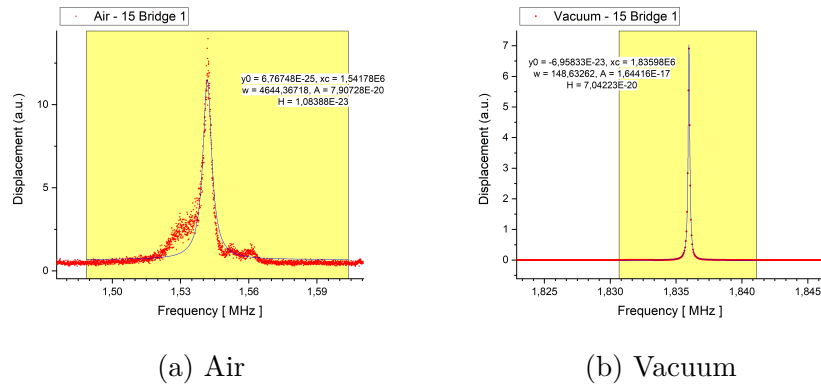 Air - 15 Bridge 1
y0 = 6,76748E-25, xc = 1,54178E6
w = 4644,36718, A = 7,90728E-20
H = 1,08388E-23
Displacement (a.u.)
10
5
0
1,50
1,53
1,56
1,59
Frequency [ MHz ]
(a) Air
Vacuum - 15 Bridge 1
y0 = -6,95833E-23, xc = 1,83598E6
w = 148,63262, A = 1,64416E-17
H = 7,04223E-20
Displacement (a.u.)
7
6
5
4
3
2
1
0
1,825
1,830
1,835
1,840
1,845
Frequency [ MHz ]
(b) Vacuum